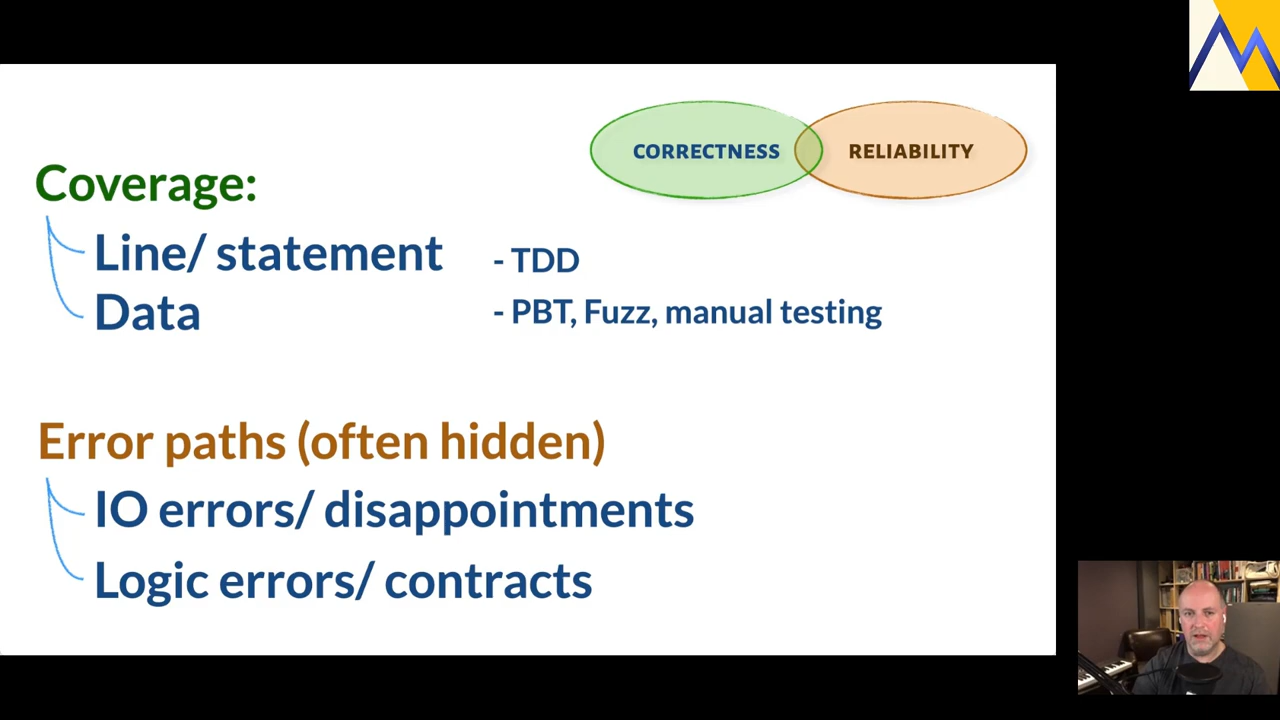 CORRECTNESS
RELIABILITY
Coverage:
Line/ statement - TDD
Data - PBT, Fuzz, manual testing
Error paths (often hidden)
IO errors/ disappointments
Logic errors/ contracts